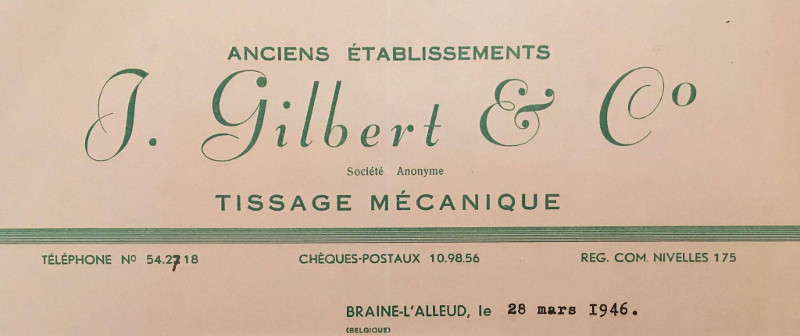 ANCIENS ÉTABLISSEMENTS
J. Gilbert & Cº
Société Anonyme
TISSAGE MÉCANIQUE
TÉLÉPHONE Nº 54.2718 CHÈQUES-POSTAUX 10.98.56 REG. COM. NIVELLES 175
BRAINE-L'ALLEUD, le 28 mars 1946.
(BELGIQUE)